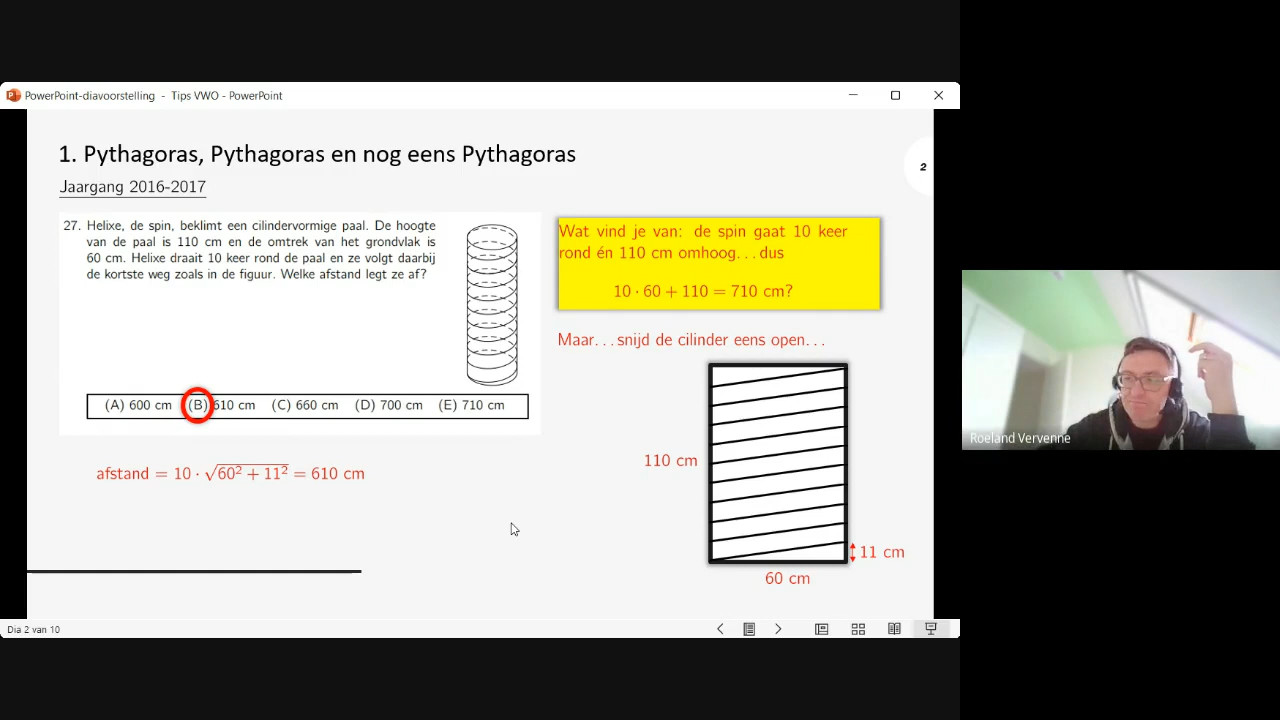 PowerPoint-diavoorstelling - Tips VWO - PowerPoint
1. Pythagoras, Pythagoras en nog eens Pythagoras
2
Jaargang 2016-2017
27. Helixe, de spin, beklimt een cilindervormige paal. De hoogte
van de paal is 110 cm en de omtrek van het grondvlak is
60 cm. Helixe draait 10 keer rond de paal en ze volgt daarbij
de kortste weg zoals in de figuur. Welke afstand legt ze af?
(A) 600 cm (B) 610 cm (C) 660 cm (D) 700 cm (E) 710 cm
afstand = 10 · √(60² + 11²) = 610 cm
Wat vind je van: de spin gaat 10 keer
rond én 110 cm omhoog...dus
10 · 60 + 110 = 710 cm?
Maar...snijd de cilinder eens open...
110 cm
11 cm
60 cm
Roeland Vervenne
Dia 2 van 10